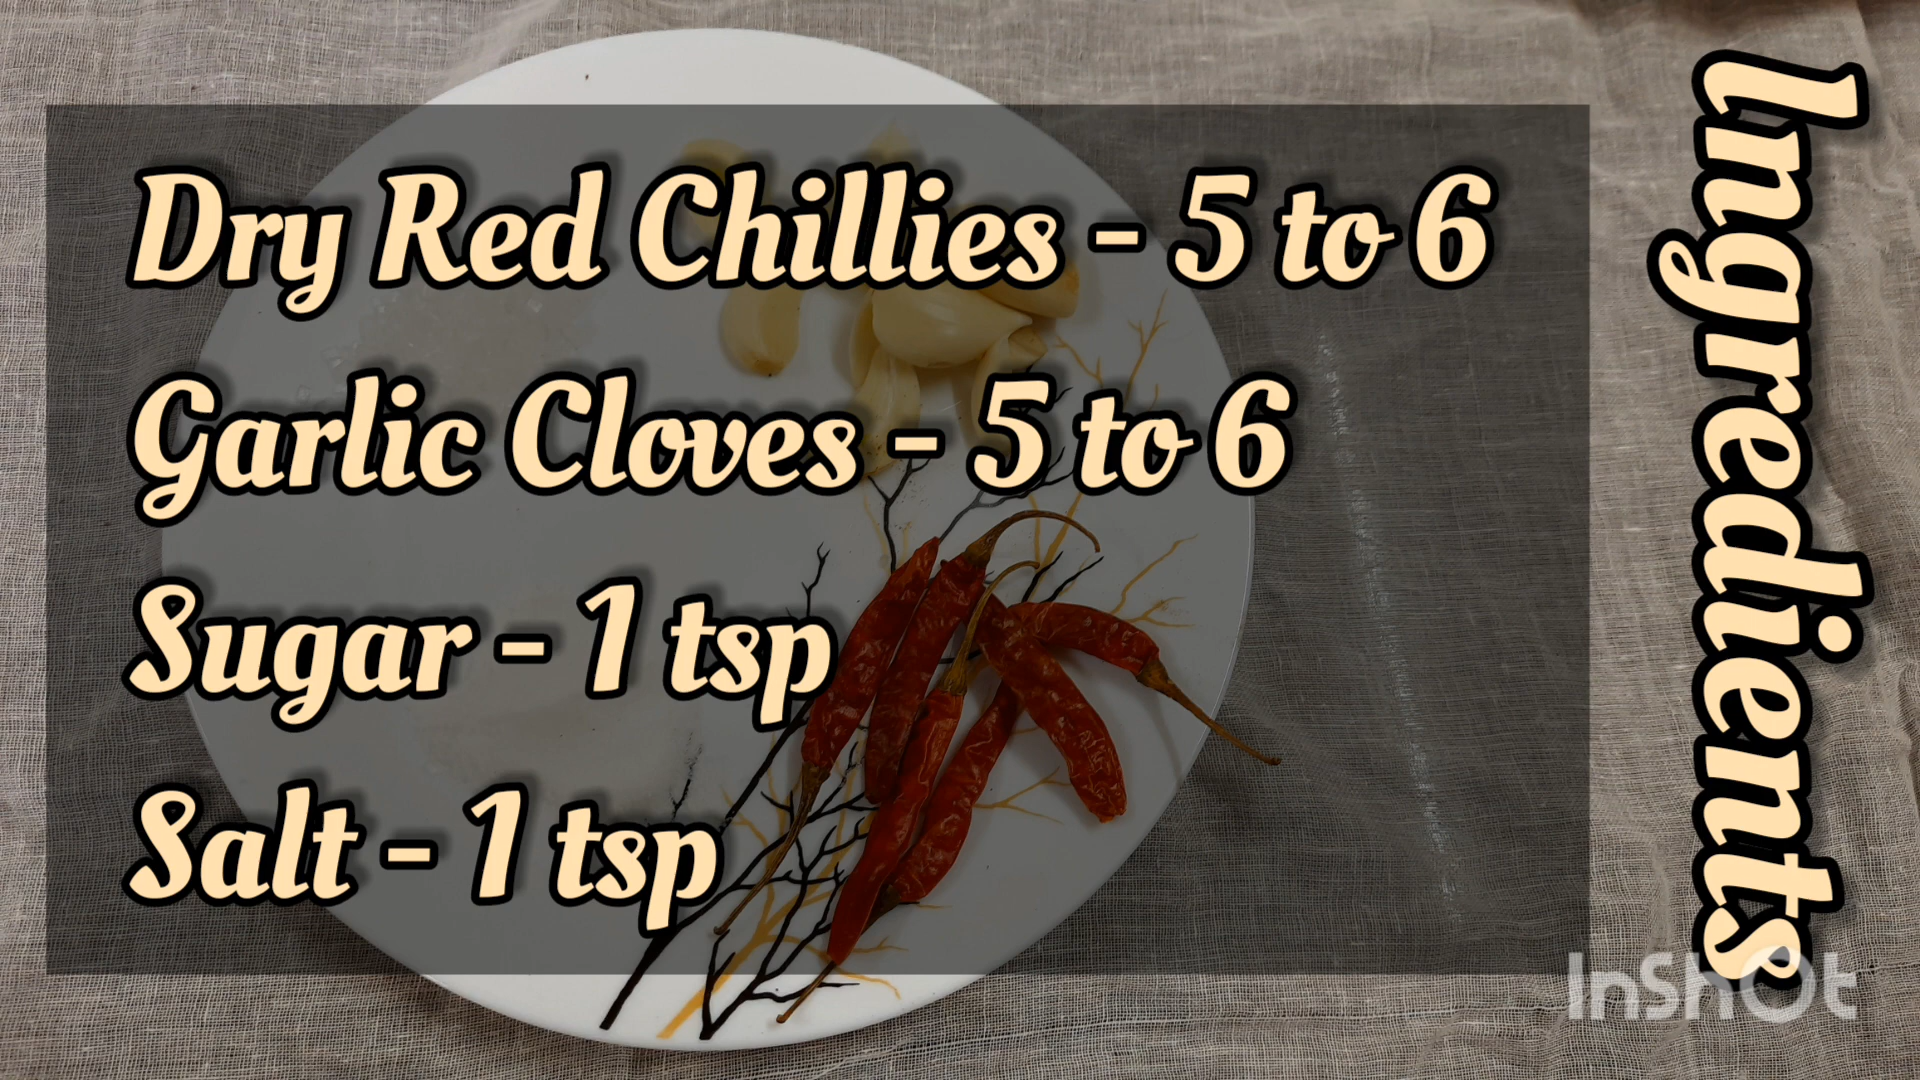 Dry Red Chillies - 5 to 6
Garlic Cloves - 5 to 6
Sugar - 1 tsp
Salt - 1 tsp
Ingredients
InShOt